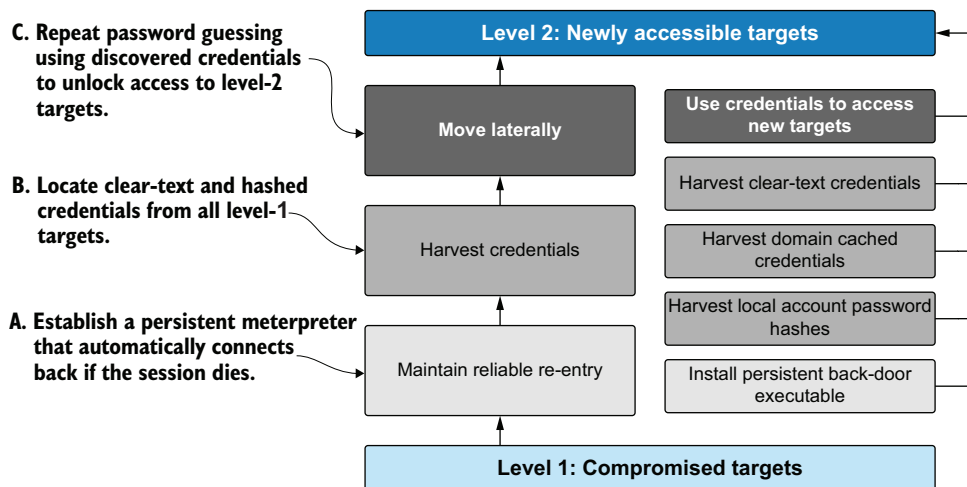 C. Repeat password guessing
using discovered credentials
to unlock access to level-2
targets.
B. Locate clear-text and hashed
credentials from all level-1
targets.
A. Establish a persistent meterpreter
that automatically connects
back if the session dies.
Level 2: Newly accessible targets
Move laterally
Harvest credentials
Maintain reliable re-entry
Level 1: Compromised targets
Use credentials to access
new targets
Harvest clear-text credentials
Harvest domain cached
credentials
Harvest local account password
hashes
Install persistent back-door
executable